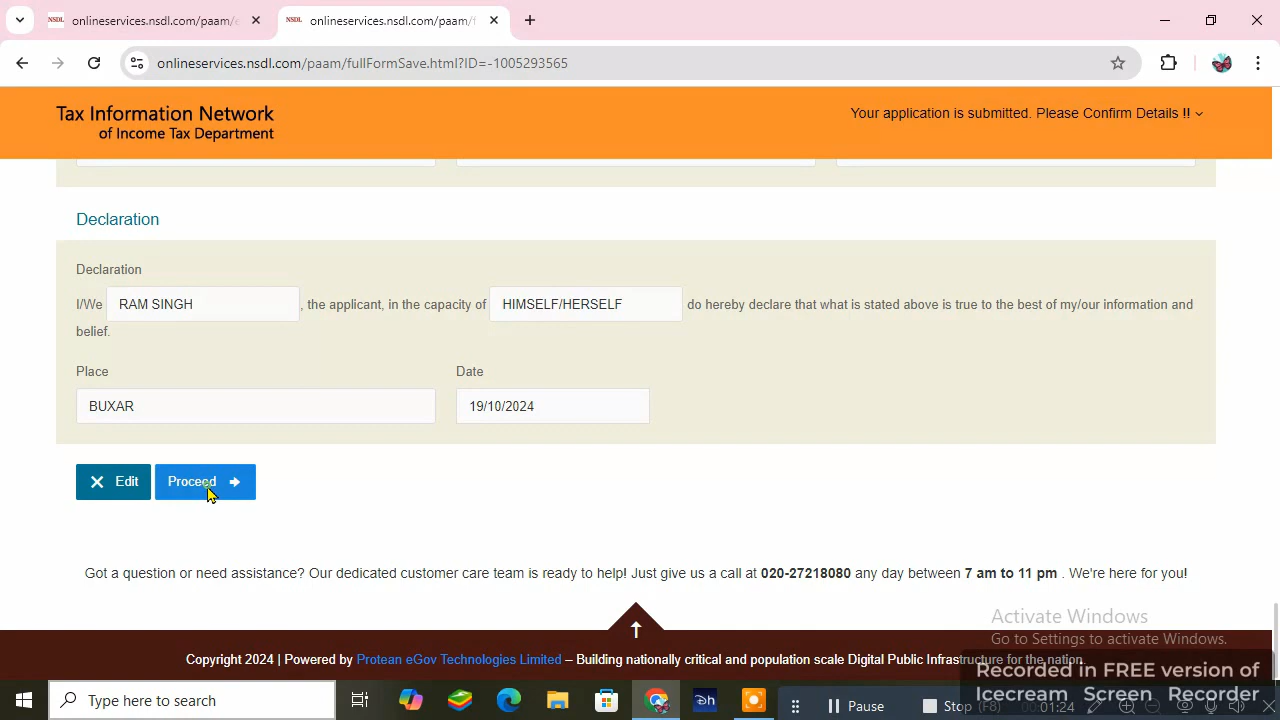 NSDL onlineservices.nsdl.com/paam/e
NSDL onlineservices.nsdl.com/paam/f
onlineservices.nsdl.com/paam/fullFormSave.html?ID=-1005293565
Tax Information Network
of Income Tax Department
Your application is submitted. Please Confirm Details !!
Declaration
Declaration
I/We RAM SINGH , the applicant, in the capacity of HIMSELF/HERSELF do hereby declare that what is stated above is true to the best of my/our information and
belief.
Place Date
BUXAR 19/10/2024
Edit Proceed
Got a question or need assistance? Our dedicated customer care team is ready to help! Just give us a call at 020-27218080 any day between 7 am to 11 pm . We're here for you!
Activate Windows
Go to Settings to activate Windows.
Copyright 2024 | Powered by Protean eGov Technologies Limited – Building nationally critical and population scale Digital Public Infrastructure for the nation.
Recorded in FREE version of
Icecream Screen Recorder
Type here to search
Dh
Pause
Stop (F8)
00:01:24